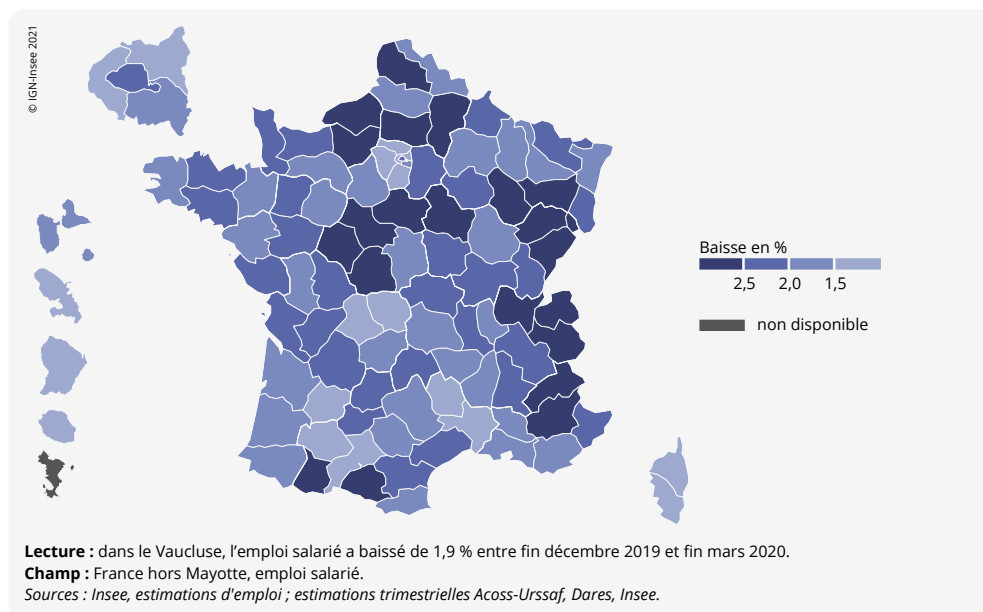 © IGN-Insee 2021
Baisse en %
2,5 2,0 1,5
non disponible
Lecture : dans le Vaucluse, l’emploi salarié a baissé de 1,9 % entre fin décembre 2019 et fin mars 2020.
Champ : France hors Mayotte, emploi salarié.
Sources : Insee, estimations d'emploi ; estimations trimestrielles Acoss-Urssaf, Dares, Insee.